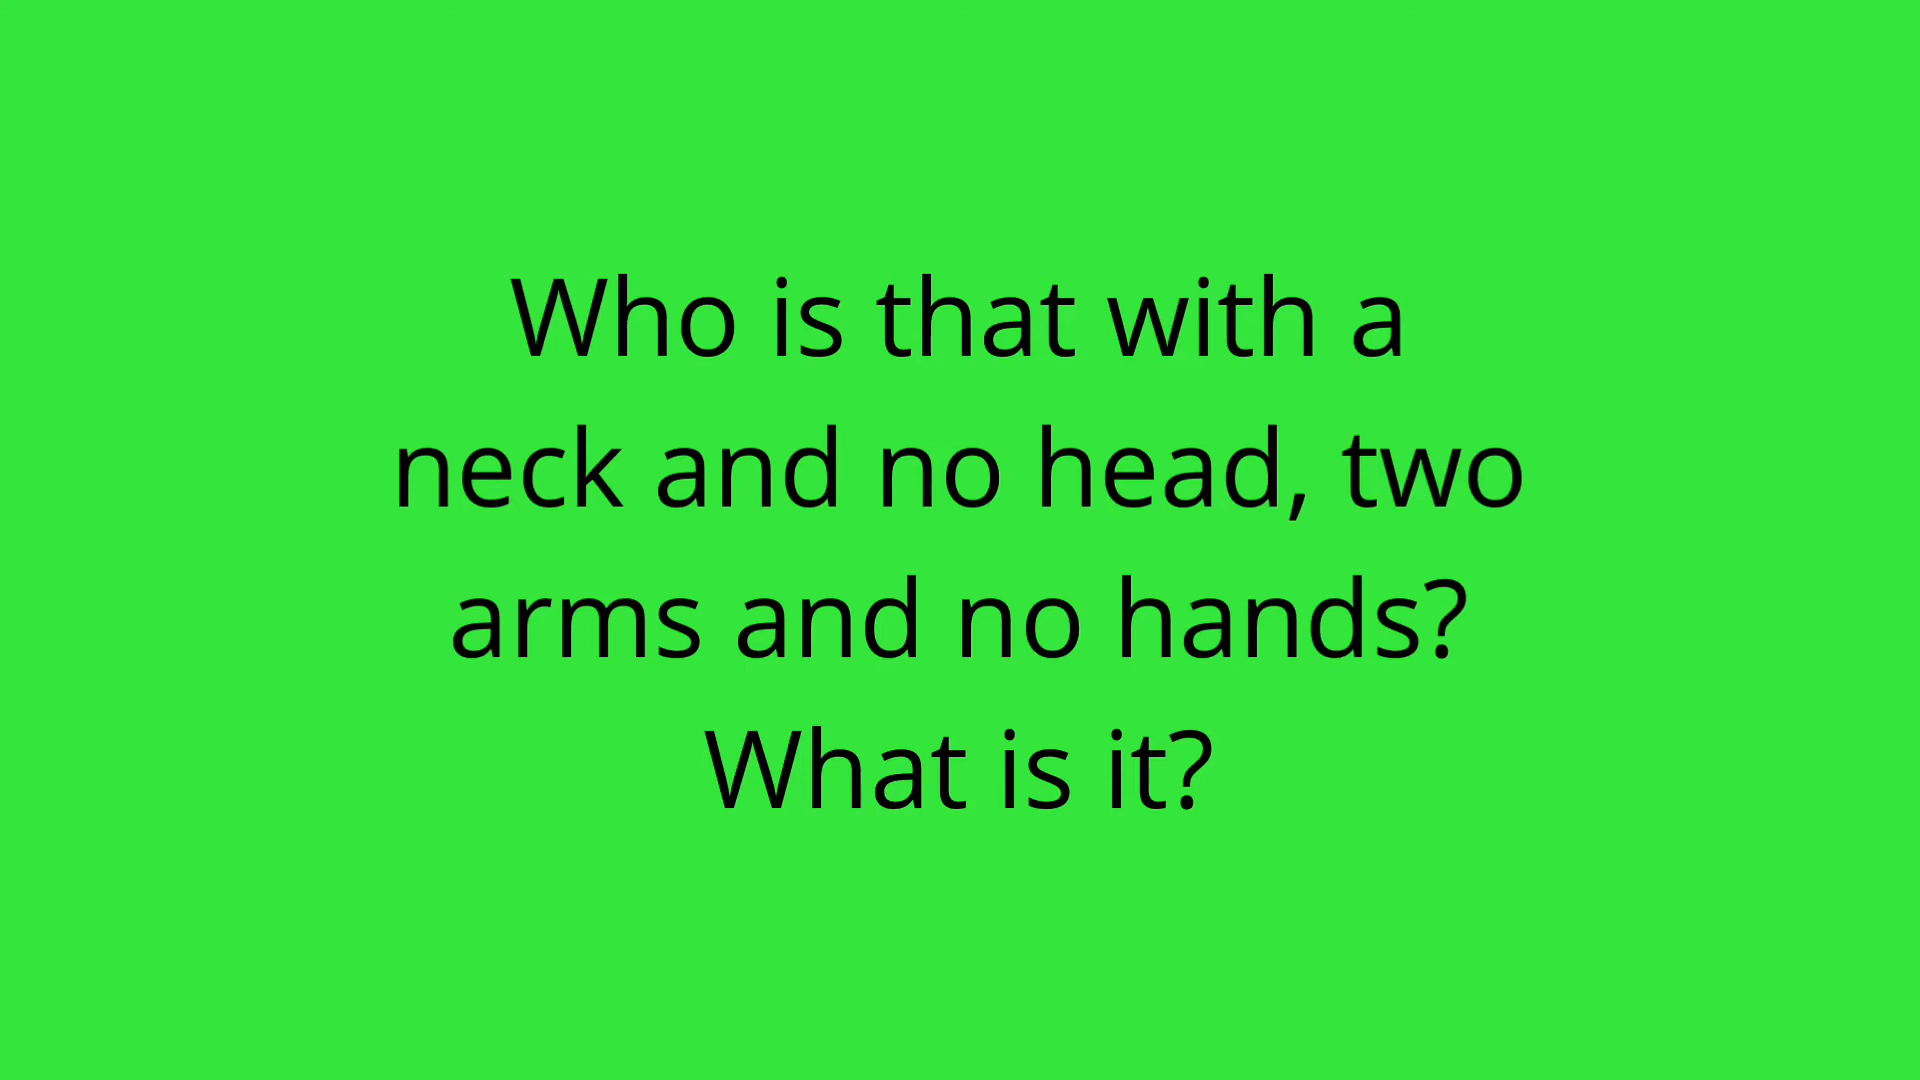 Who is that with a
neck and no head, two
arms and no hands?
What is it?